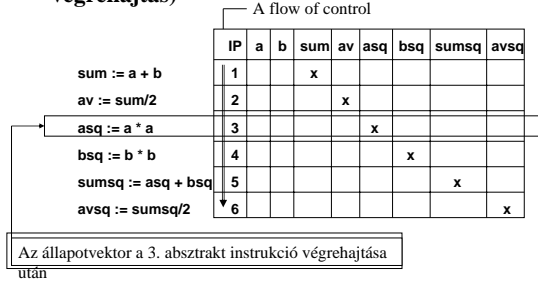 végrehajtás)
A flow of control
IP a b sum av asq bsq sumsq avsq
sum := a + b 1 x
av := sum/2 2 x
asq := a * a 3 x
bsq := b * b 4 x
sumsq := asq + bsq 5 x
avsq := sumsq/2 6 x
Az állapotvektor a 3. absztrakt instrukció végrehajtása
után